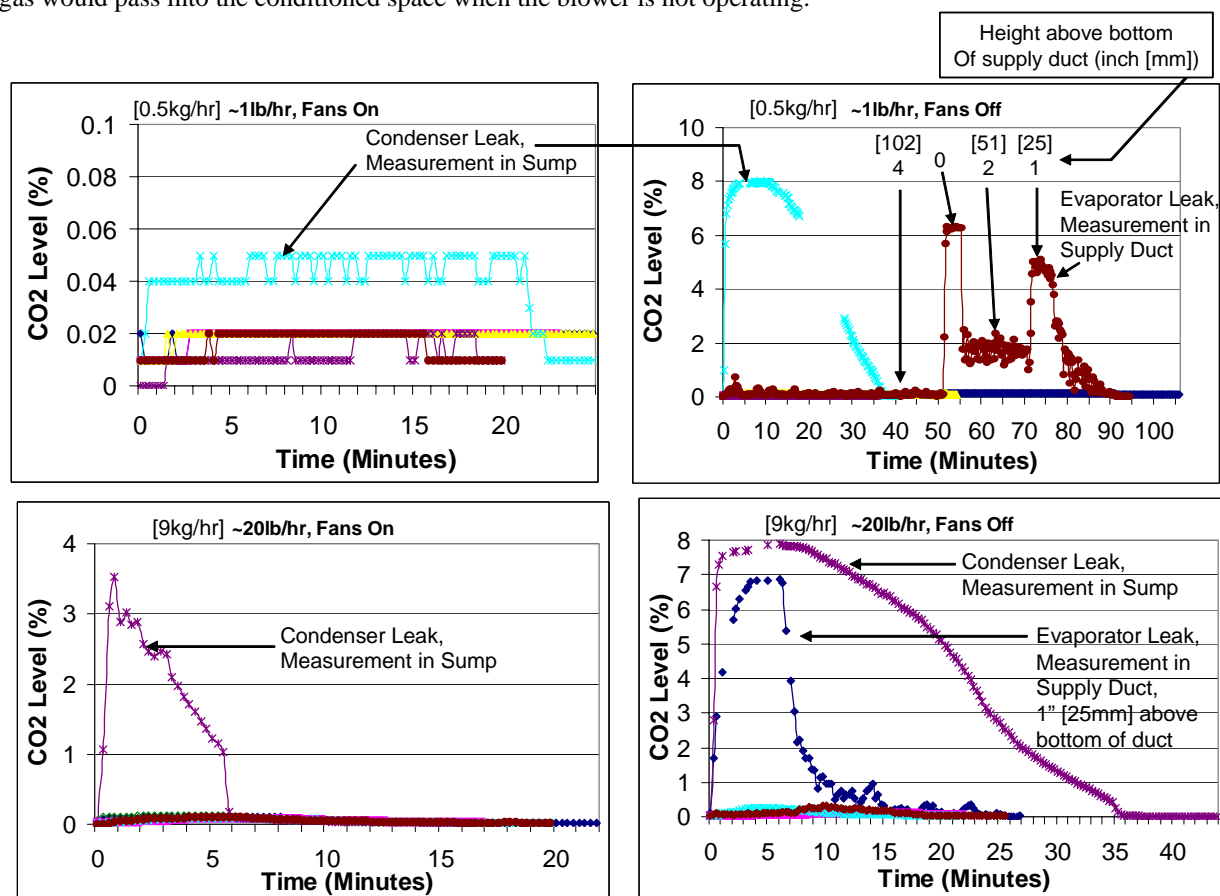 gas would pass into the conditioned space when the blower is not operating.
Height above bottom
Of supply duct (inch [mm])
[0.5kg/hr] ~1lb/hr, Fans On
Condenser Leak,
Measurement in Sump
CO2 Level (%)
0.1
0.08
0.06
0.04
0.02
0
0 5 10 15 20
Time (Minutes)
[0.5kg/hr] ~1lb/hr, Fans Off
[102] [51] [25]
4 0 2 1
Evaporator Leak,
Measurement in
Supply Duct
CO2 Level (%)
10
8
6
4
2
0
0 10 20 30 40 50 60 70 80 90 100
Time (Minutes)
[9kg/hr] ~20lb/hr, Fans On
Condenser Leak,
Measurement in Sump
CO2 Level (%)
4
3
2
1
0
0 5 10 15 20
Time (Minutes)
[9kg/hr] ~20lb/hr, Fans Off
Condenser Leak,
Measurement in Sump
Evaporator Leak,
Measurement in
Supply Duct,
1” [25mm] above
bottom of duct
CO2 Level (%)
8
7
6
5
4
3
2
1
0
0 5 10 15 20 25 30 35 40
Time (Minutes)